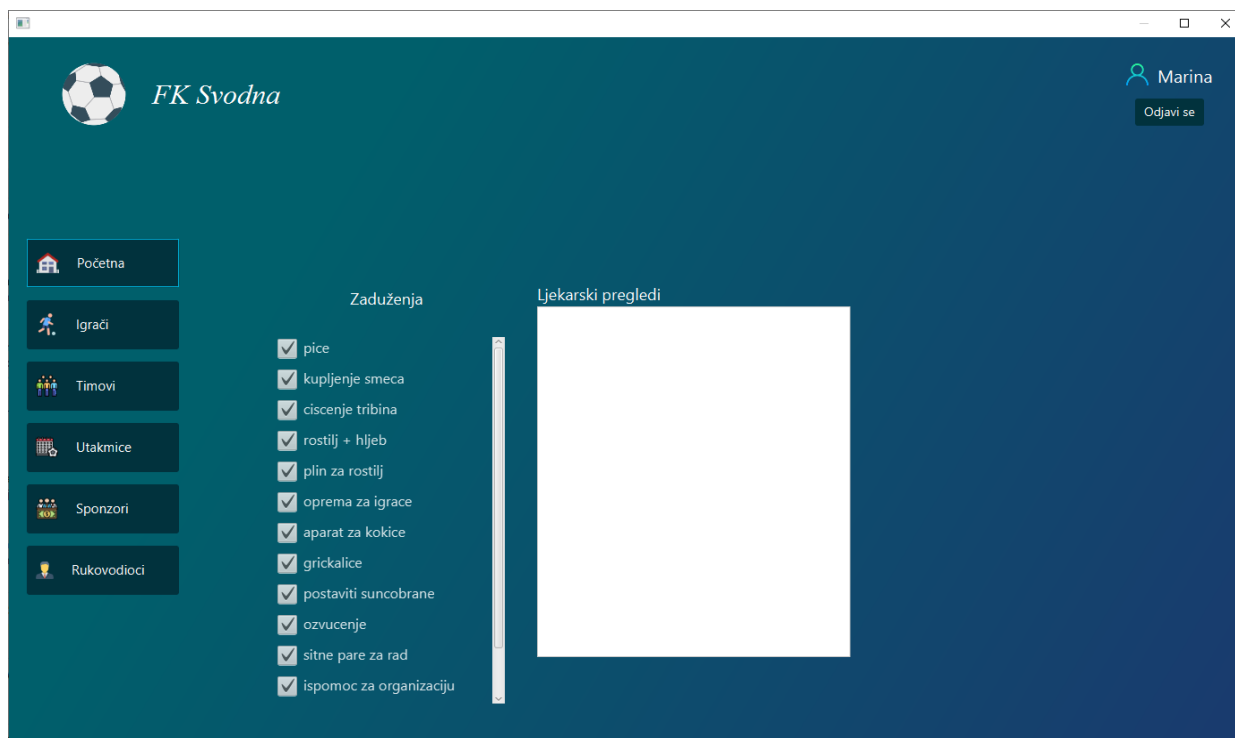 FK Svodna
Marina
Odjavi se
Početna
Igrači
Timovi
Utakmice
Sponzori
Rukovodioci
Zaduženja
pice
kupljenje smeca
ciscenje tribina
rostilj + hljeb
plin za rostilj
oprema za igrace
aparat za kokice
grickalice
postaviti suncobrane
ozvucenje
sitne pare za rad
ispomoc za organizaciju
Ljekarski pregledi